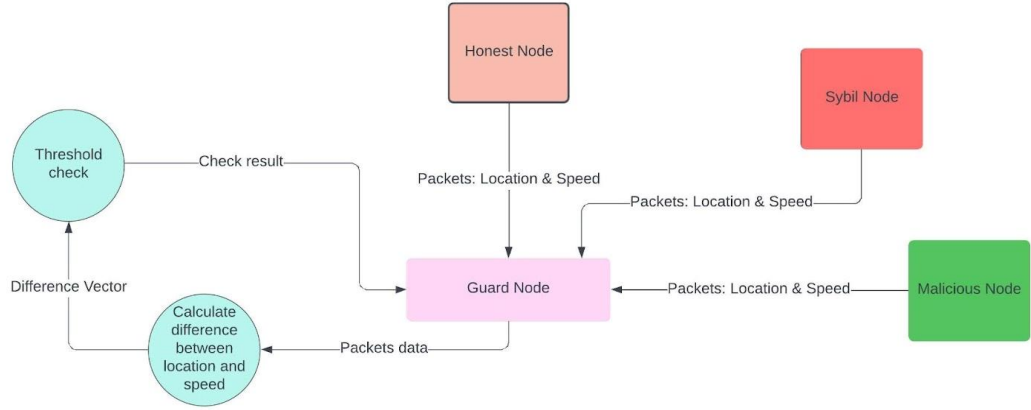 Honest Node
Sybil Node
Threshold
check
Check result
Packets: Location & Speed
Packets: Location & Speed
Difference Vector
Guard Node
Packets: Location & Speed
Malicious Node
Calculate
difference
between
location and
speed
Packets data